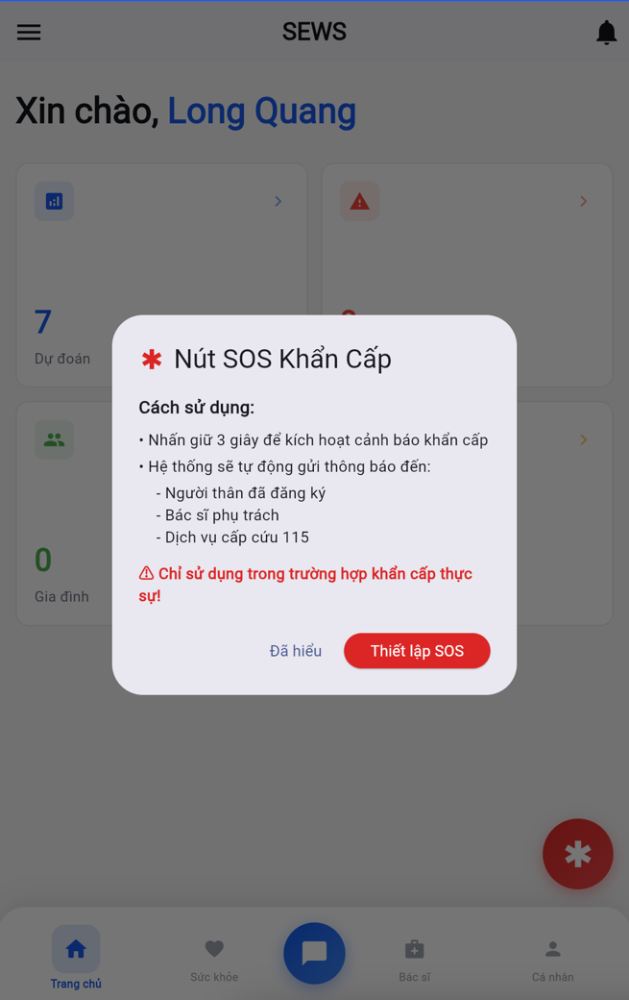 SEWS
Xin chào, Long Quang
7
Dự đoán
Nút SOS Khẩn Cấp
Cách sử dụng:
• Nhấn giữ 3 giây để kích hoạt cảnh báo khẩn cấp
• Hệ thống sẽ tự động gửi thông báo đến:
- Người thân đã đăng ký
- Bác sĩ phụ trách
- Dịch vụ cấp cứu 115
⚠ Chỉ sử dụng trong trường hợp khẩn cấp thực
sự!
Đã hiểu
Thiết lập SOS
0
Gia đình
Trang chủ
Sức khỏe
Bác sĩ
Cá nhân